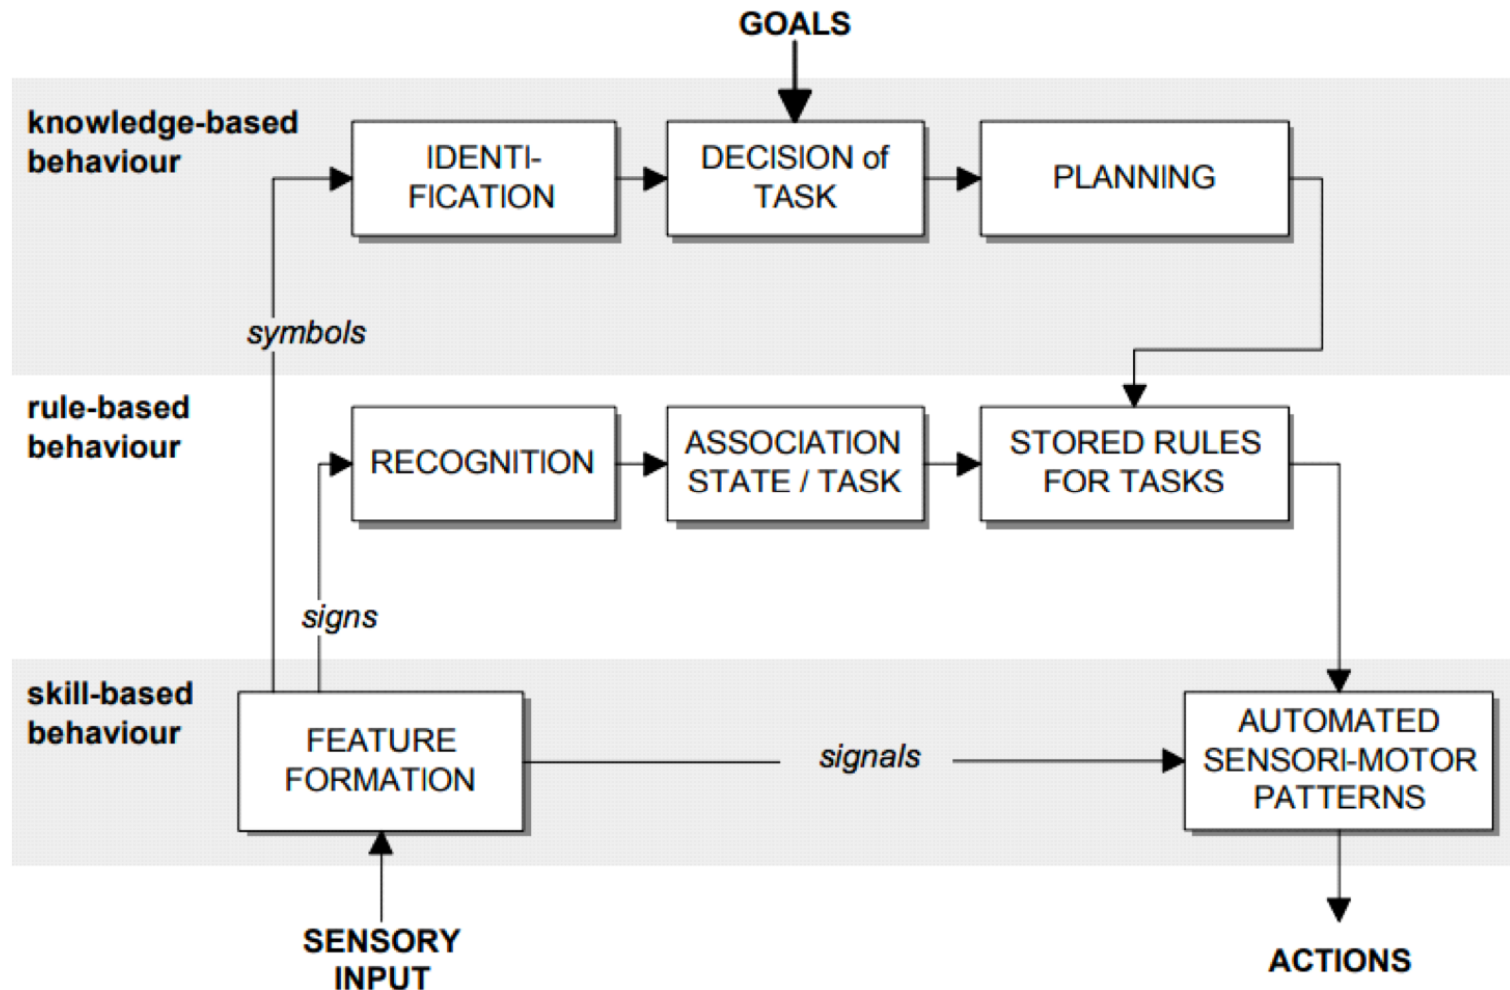 GOALS
knowledge-based
behaviour
IDENTI-
FICATION
DECISION of
TASK
PLANNING
symbols
rule-based
behaviour
RECOGNITION
ASSOCIATION
STATE / TASK
STORED RULES
FOR TASKS
signs
skill-based
behaviour
FEATURE
FORMATION
signals
AUTOMATED
SENSORI-MOTOR
PATTERNS
SENSORY
INPUT
ACTIONS